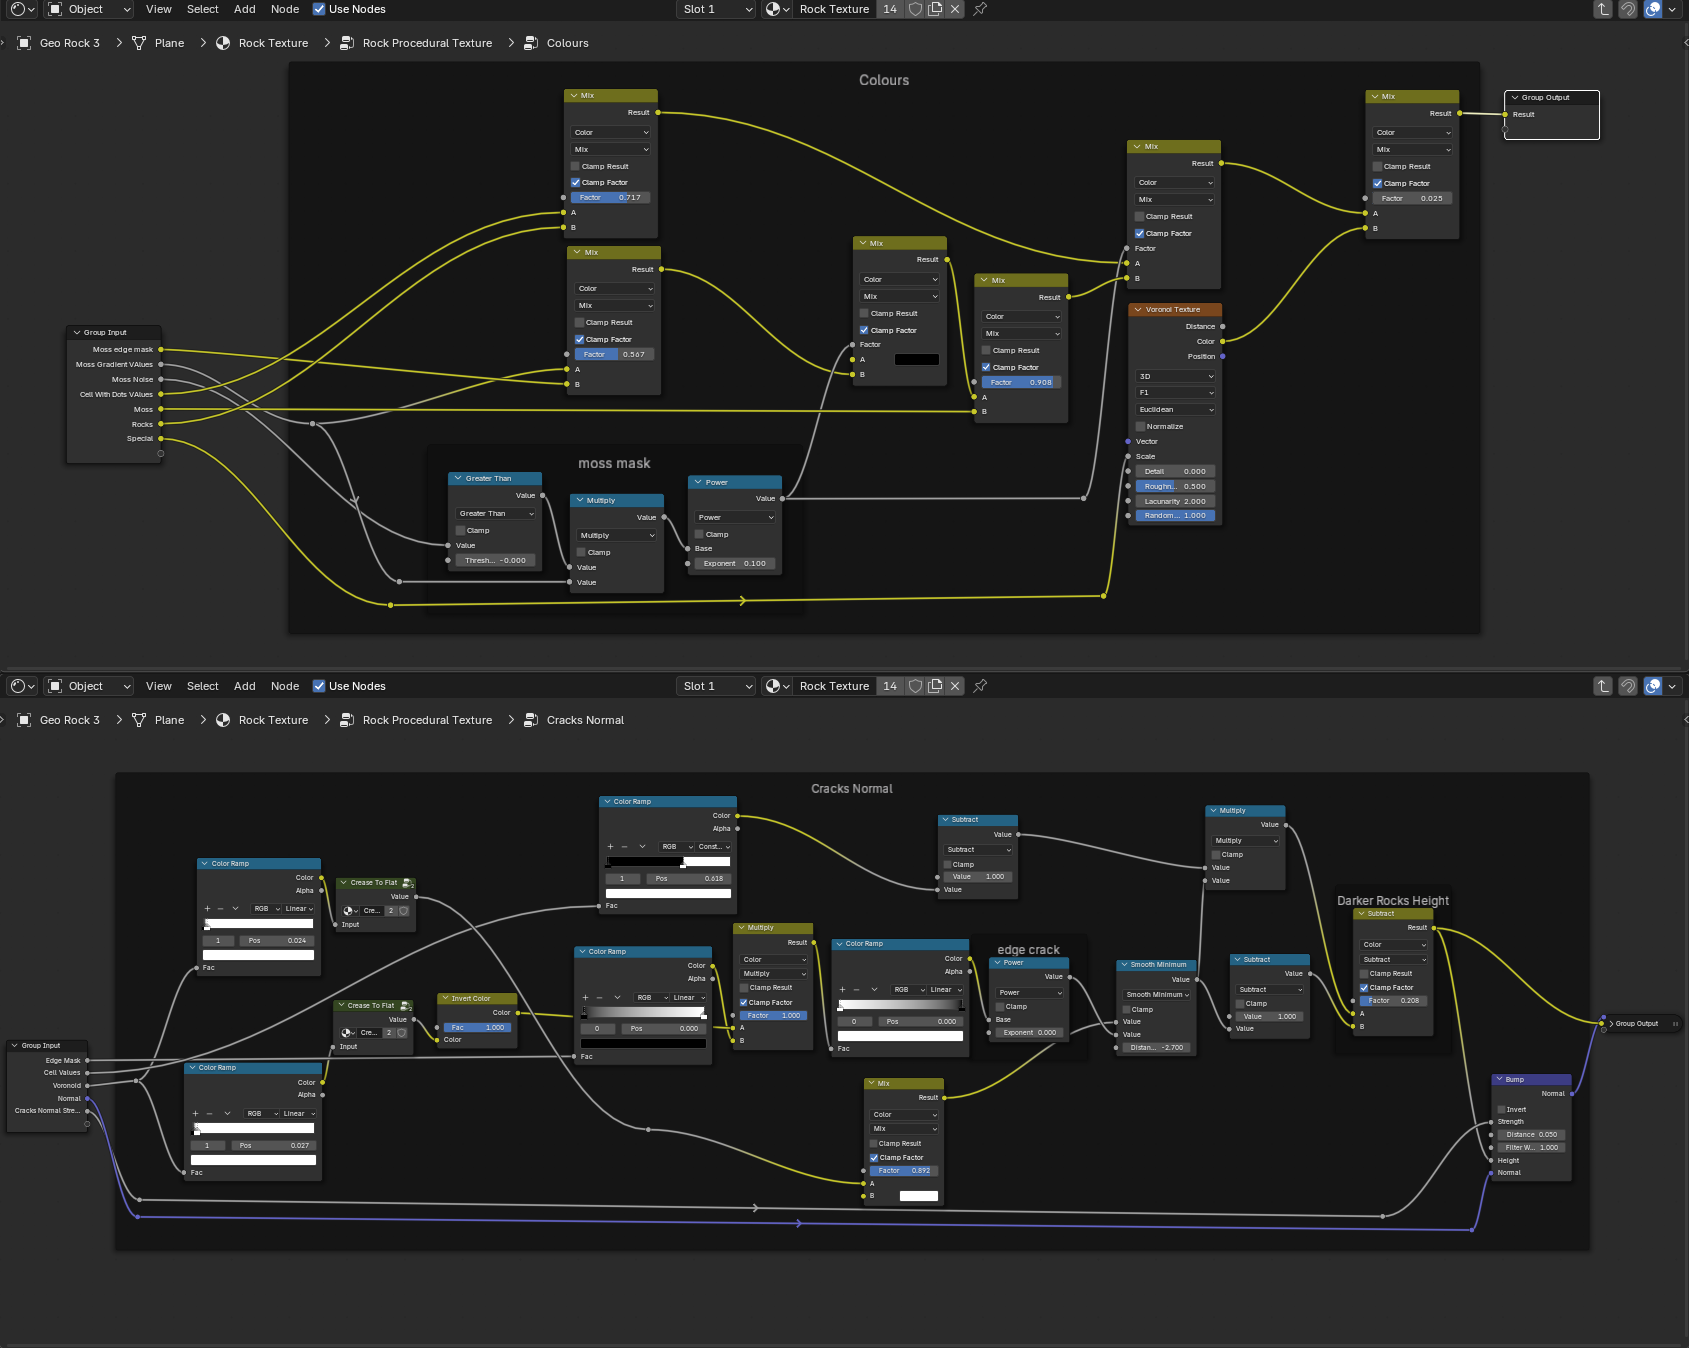 Object View Select Add Node Use Nodes Slot 1 Rock Texture 14
Geo Rock 3 Plane Rock Texture Rock Procedural Texture Colours
Colours
Mix
Result
Color
Mix
Clamp Result
Clamp Factor
Factor 0.717
A
B
Mix
Result
Color
Mix
Clamp Result
Clamp Factor
Factor 0.567
A
B
Group Input
Moss edge mask
Moss Gradient VAlues
Moss Noise
Cell With Dots VAlues
Moss
Rocks
Special
moss mask
Greater Than
Value
Greater Than
Clamp
Value
Thresh... -0.000
Multiply
Value
Multiply
Clamp
Value
Value
Power
Value
Power
Clamp
Base
Exponent 0.100
Mix
Result
Color
Mix
Clamp Result
Clamp Factor
Factor
A
B
Mix
Result
Color
Mix
Clamp Result
Clamp Factor
Factor 0.908
A
B
Mix
Result
Color
Mix
Clamp Result
Clamp Factor
Factor
A
B
Voronoi Texture
Distance
Color
Position
3D
F1
Euclidean
Normalize
Vector
Scale
Detail 0.000
Roughn... 0.500
Lacunarity 2.000
Random... 1.000
Mix
Result
Color
Mix
Clamp Result
Clamp Factor
Factor 0.025
A
B
Group Output
Result
Object View Select Add Node Use Nodes Slot 1 Rock Texture 14
Geo Rock 3 Plane Rock Texture Rock Procedural Texture Cracks Normal
Cracks Normal
Group Input
Edge Mask
Cell Values
Voronoid
Normal
Cracks Normal Stre...
Color Ramp
Color
Alpha
RGB Linear
1 Pos 0.024
Fac
Crease To Flat
Value
Cre... 2
Input
Crease To Flat
Value
Cre... 2
Input
Color Ramp
Color
Alpha
RGB Linear
1 Pos 0.027
Fac
Invert Color
Color
Fac 1.000
Color
Color Ramp
Color
Alpha
RGB Const...
1 Pos 0.618
Fac
Color Ramp
Color
Alpha
RGB Linear
0 Pos 0.000
Fac
Multiply
Result
Color
Multiply
Clamp Result
Clamp Factor
Factor 1.000
A
B
Color Ramp
Color
Alpha
RGB Linear
0 Pos 0.000
Fac
edge crack
Power
Value
Power
Clamp
Base
Exponent 0.000
Mix
Result
Color
Mix
Clamp Result
Clamp Factor
Factor 0.892
A
B
Subtract
Value
Subtract
Clamp
Value 1.000
Value
Smooth Minimum
Value
Smooth Minimum
Clamp
Value
Value
Distan... -2.700
Multiply
Value
Multiply
Clamp
Value
Value
Subtract
Value
Subtract
Clamp
Value 1.000
Value
Darker Rocks Height
Subtract
Result
Color
Subtract
Clamp Result
Clamp Factor
Factor 0.208
A
B
Bump
Normal
Invert
Strength
Distance 0.050
Filter W... 1.000
Height
Normal
Group Output